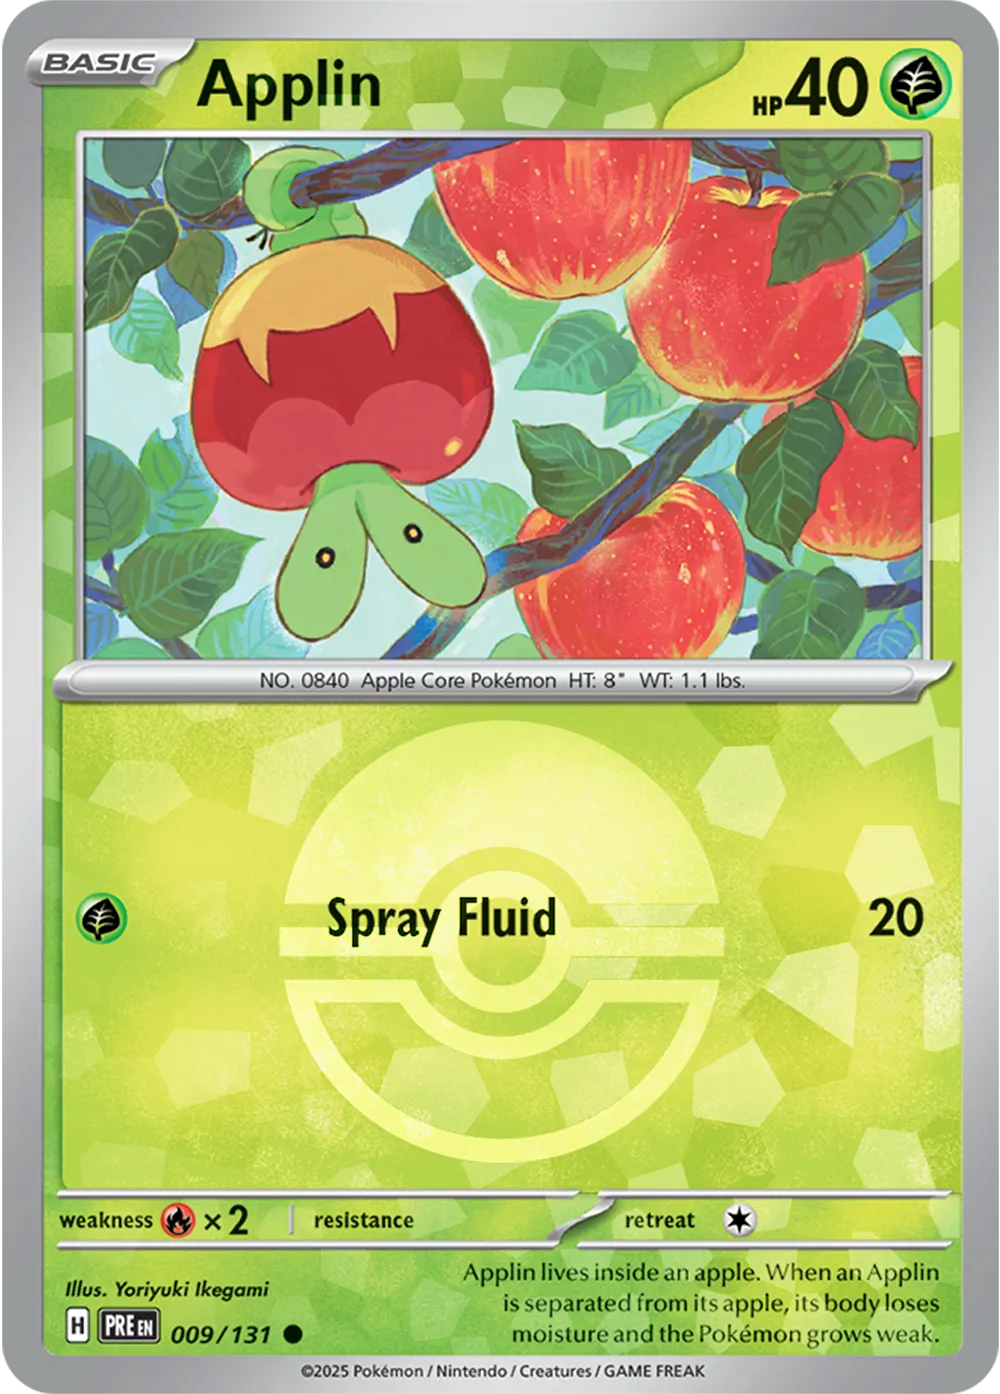 BASIC
Applin
HP 40
NO. 0840 Apple Core Pokémon HT: 8" WT: 1.1 lbs.
Spray Fluid 20
weakness ×2 resistance retreat
Illus. Yoriyuki Ikegami
H PRE EN 009/131
Applin lives inside an apple. When an Applin
is separated from its apple, its body loses
moisture and the Pokémon grows weak.
©2025 Pokémon / Nintendo / Creatures / GAME FREAK